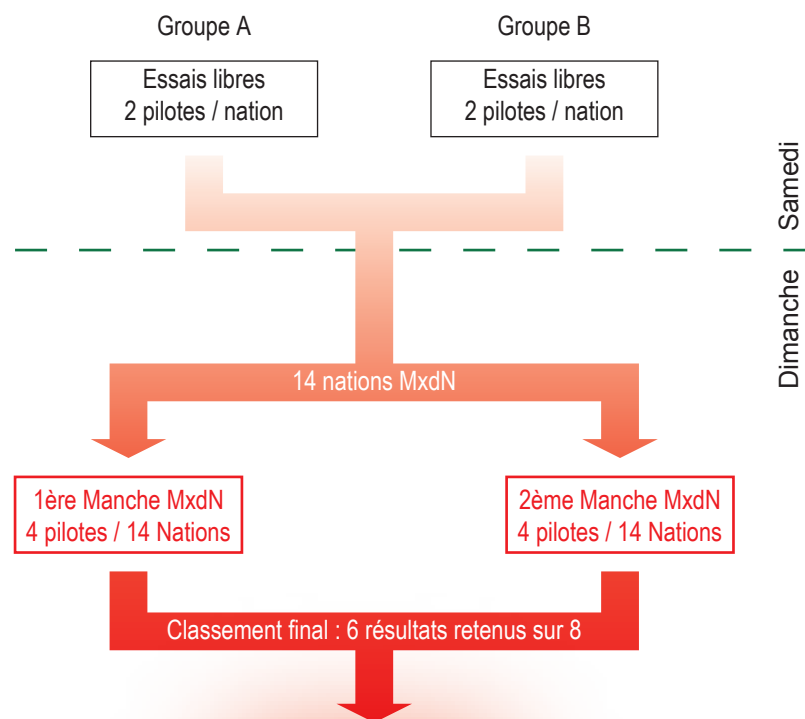 Groupe A
Groupe B
Essais libres
2 pilotes / nation
Essais libres
2 pilotes / nation
Samedi
Dimanche
14 nations MxdN
1ère Manche MxdN
4 pilotes / 14 Nations
2ème Manche MxdN
4 pilotes / 14 Nations
Classement final : 6 résultats retenus sur 8